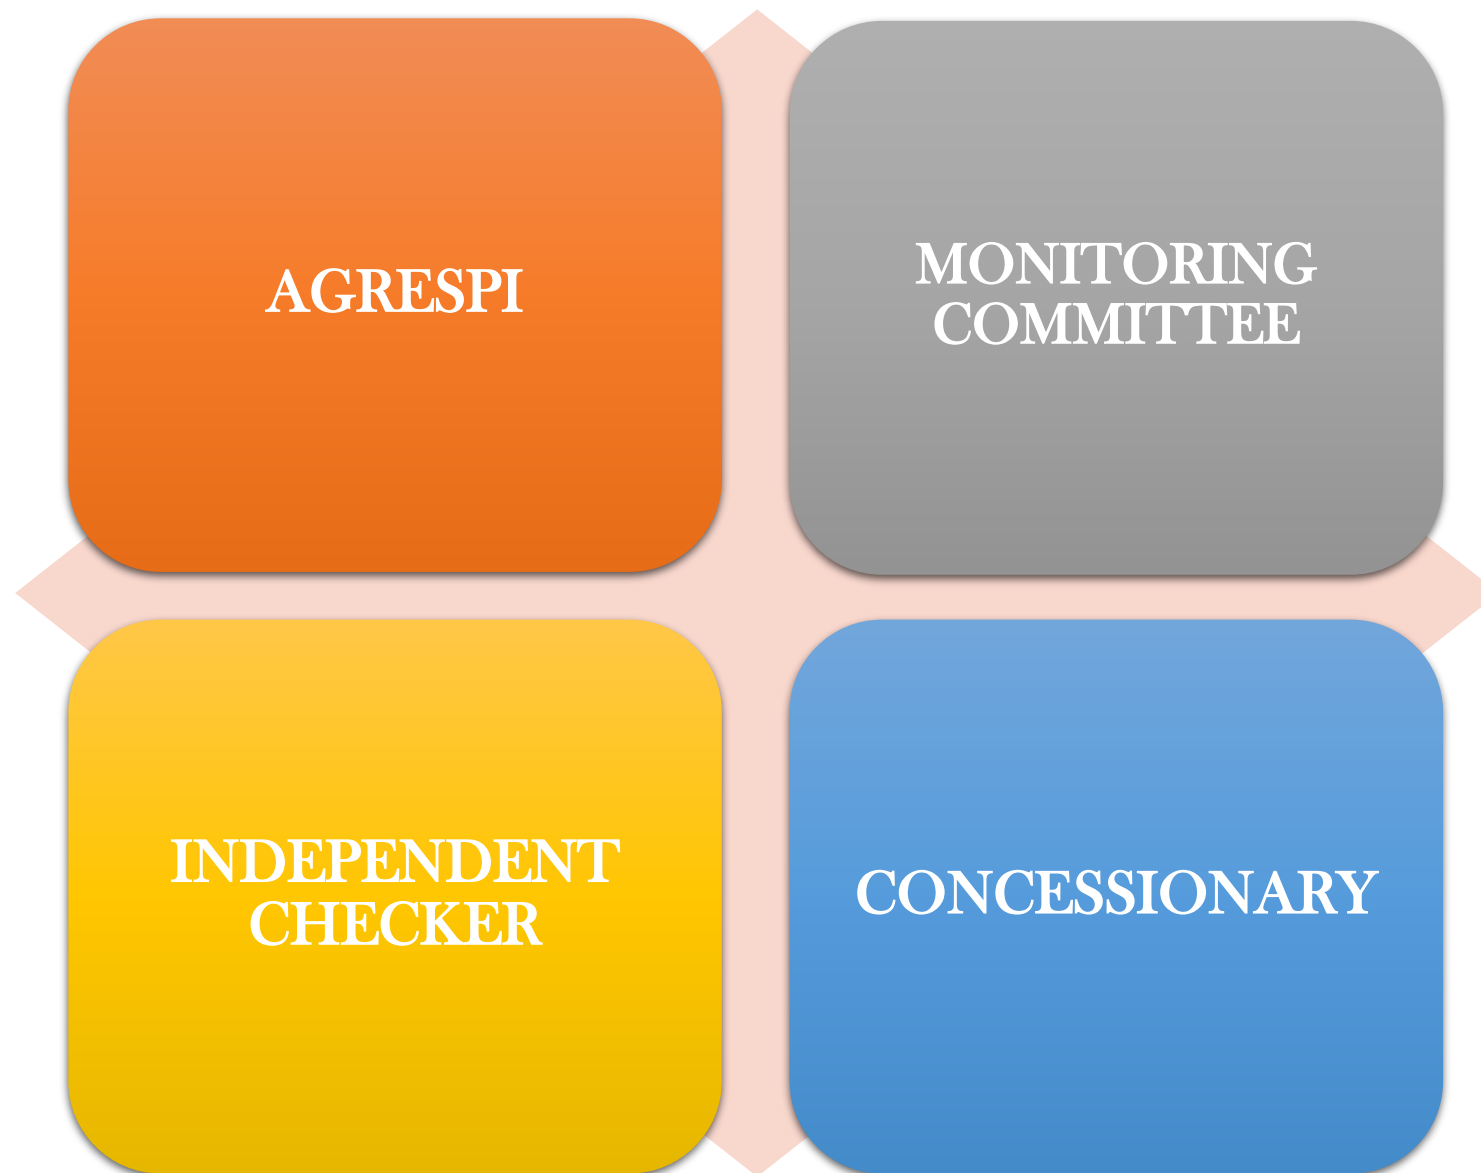 AGRESPI
MONITORING
COMMITTEE
INDEPENDENT
CHECKER
CONCESSIONARY